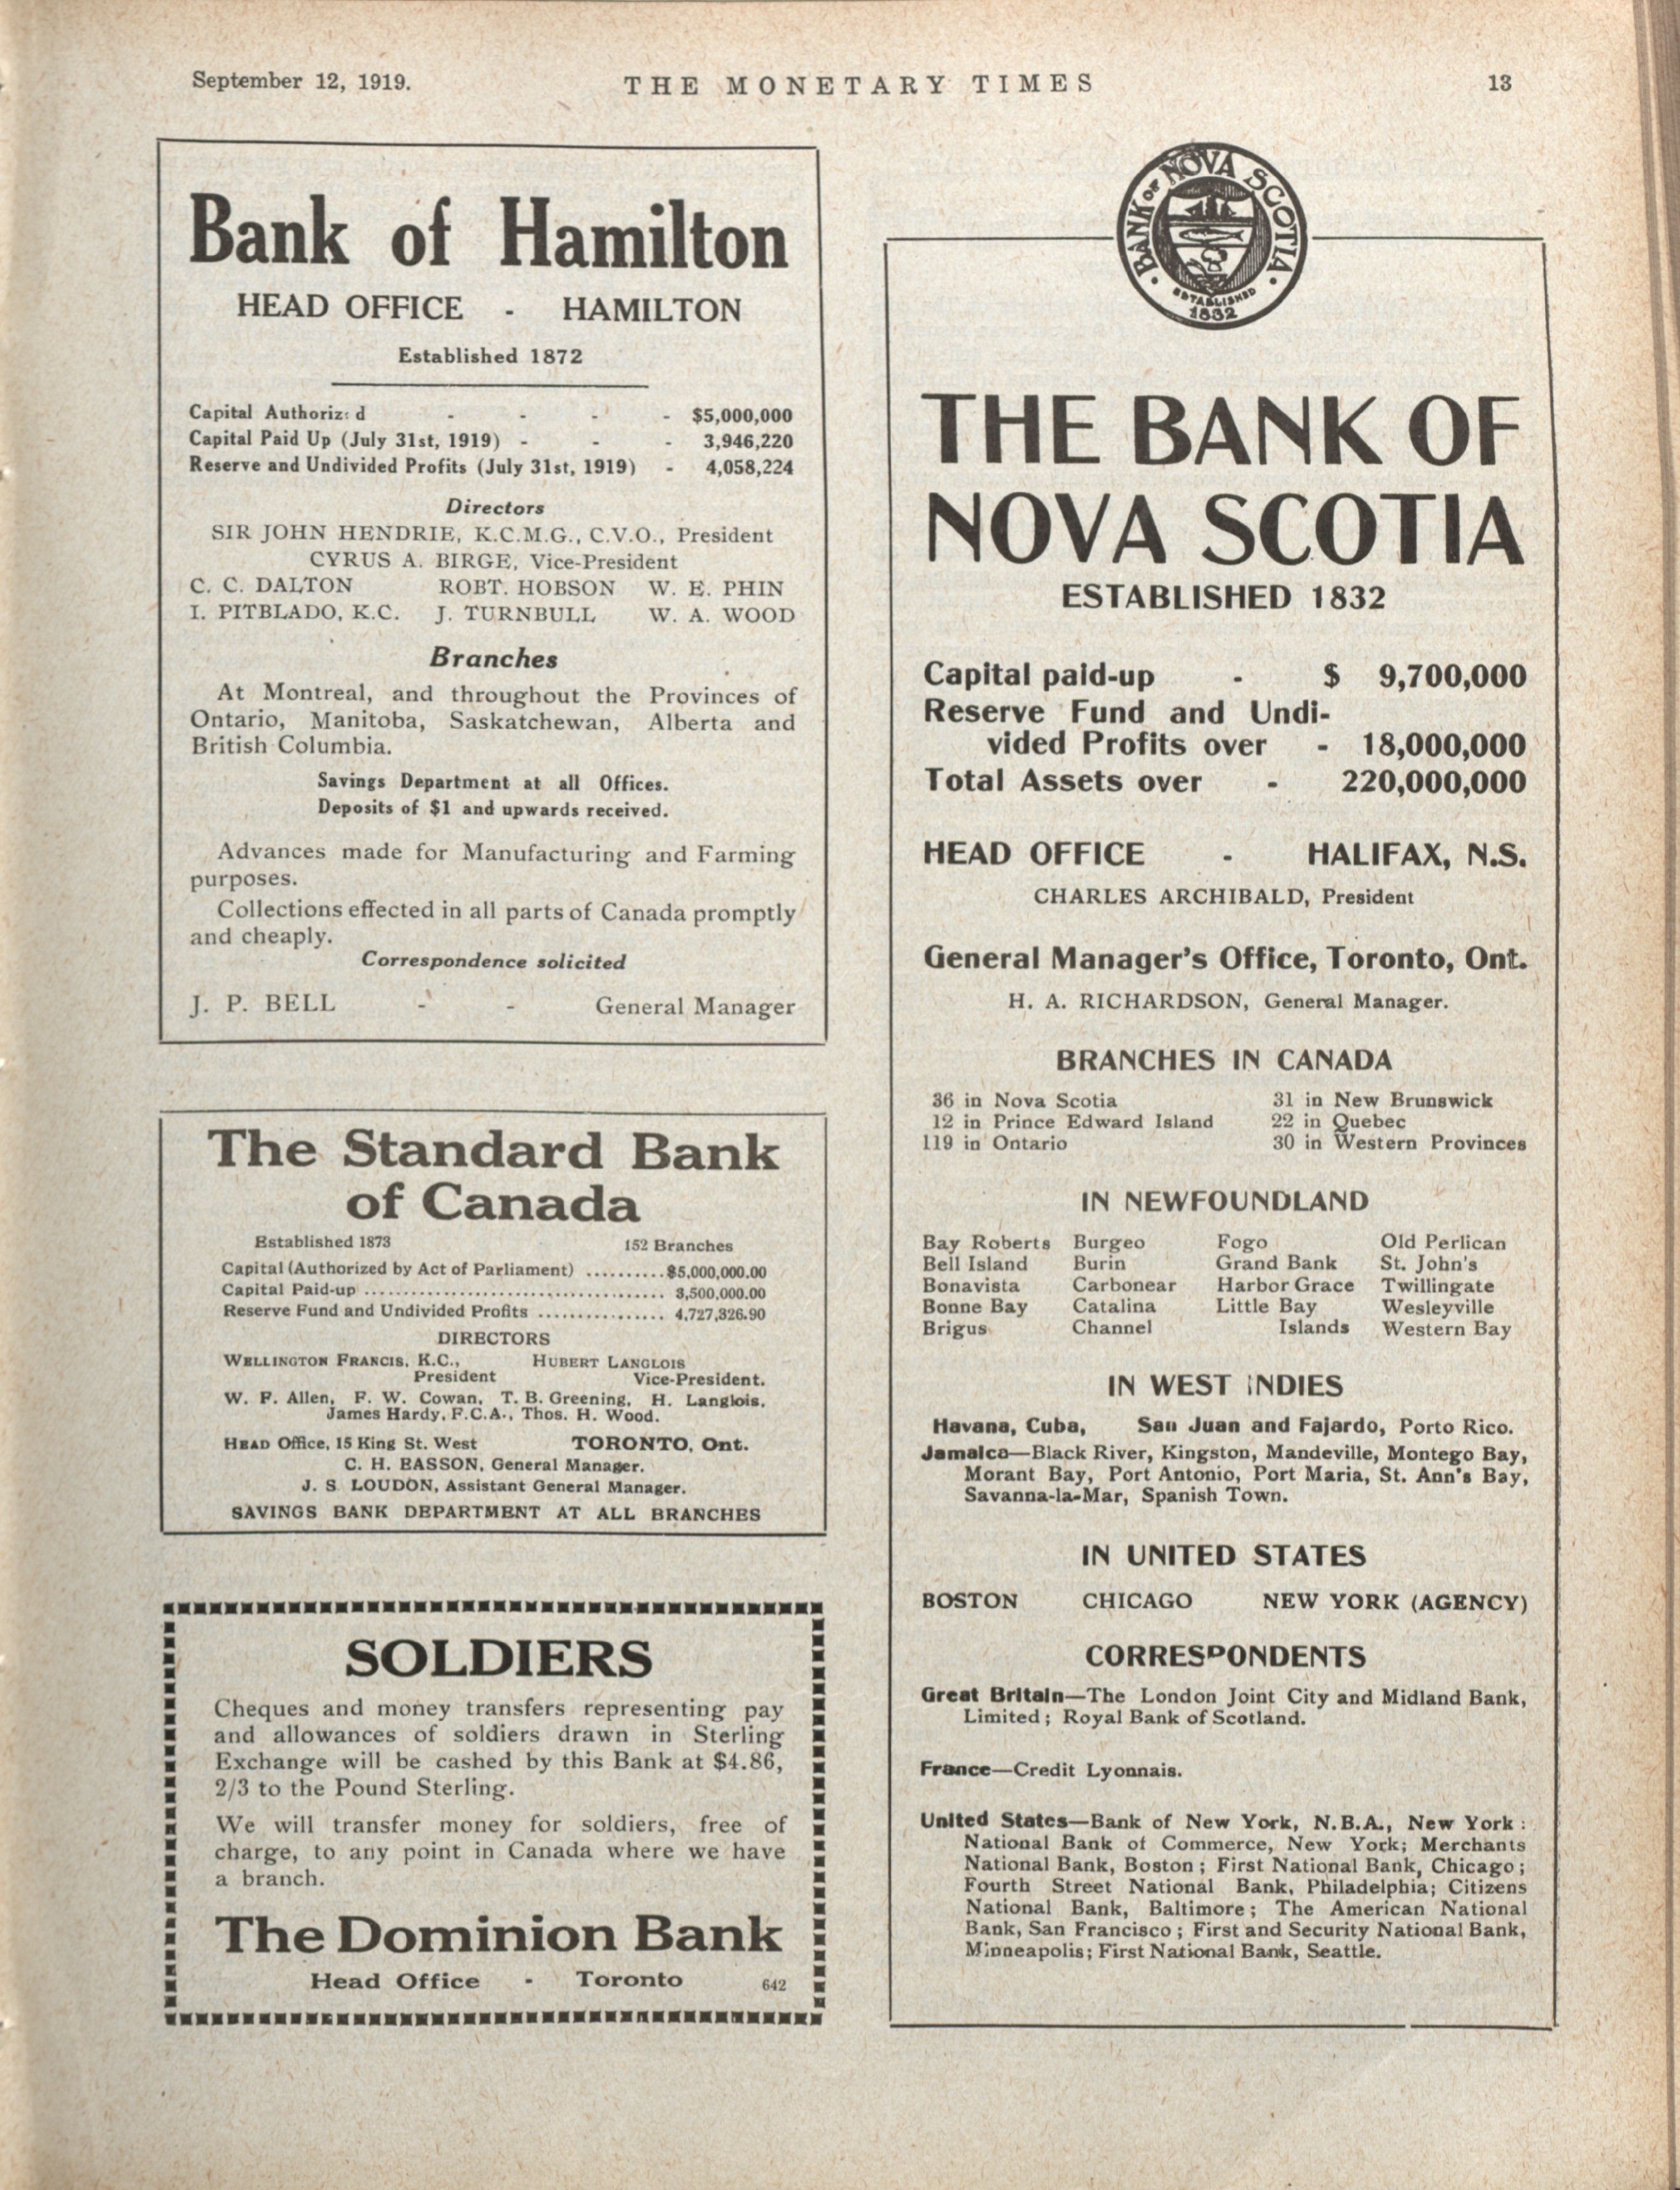 September 12, 1919.
THE MONETARY TIMES
13
Bank of Hamilton
HEAD OFFICE - HAMILTON
Established 1872
Capital Authoriz:d - - - - $5,000,000
Capital Paid Up (July 31st, 1919) - - - 3,946,220
Reserve and Undivided Profits (July 31st, 1919) - 4,058,224
Directors
SIR JOHN HENDRIE, K.C.M.G., C.V.O., President
CYRUS A. BIRGE, Vice-President
C. C. DALTON ROBT. HOBSON W. E. PHIN
I. PITBLADO, K.C. J. TURNBULL W. A. WOOD
Branches
At Montreal, and throughout the Provinces of
Ontario, Manitoba, Saskatchewan, Alberta and
British Columbia.
Savings Department at all Offices.
Deposits of $1 and upwards received.
Advances made for Manufacturing and Farming
purposes.
Collections effected in all parts of Canada promptly
and cheaply.
Correspondence solicited
J. P. BELL - - General Manager
The Standard Bank
of Canada
Established 1873 152 Branches
Capital (Authorized by Act of Parliament) ..........$5,000,000.00
Capital Paid-up ...................................... 3,500,000.00
Reserve Fund and Undivided Profits ................ 4,727,326.90
DIRECTORS
WELLINGTON FRANCIS, K.C., HUBERT LANGLOIS
President Vice-President.
W. F. Allen, F. W. Cowan, T. B. Greening, H. Langlois,
James Hardy, F.C.A., Thos. H. Wood.
HEAD Office, 15 King St. West TORONTO, Ont.
C. H. EASSON, General Manager.
J. S LOUDON, Assistant General Manager.
SAVINGS BANK DEPARTMENT AT ALL BRANCHES
SOLDIERS
Cheques and money transfers representing pay
and allowances of soldiers drawn in Sterling
Exchange will be cashed by this Bank at $4.86,
2/3 to the Pound Sterling.
We will transfer money for soldiers, free of
charge, to any point in Canada where we have
a branch.
The Dominion Bank
Head Office - Toronto 642
BANK OF NOVA SCOTIA
ESTABLISHED
1832
THE BANK OF
NOVA SCOTIA
ESTABLISHED 1832
Capital paid-up - $ 9,700,000
Reserve Fund and Undi-
vided Profits over - 18,000,000
Total Assets over - 220,000,000
HEAD OFFICE - HALIFAX, N.S.
CHARLES ARCHIBALD, President
General Manager's Office, Toronto, Ont.
H. A. RICHARDSON, General Manager.
BRANCHES IN CANADA
36 in Nova Scotia 31 in New Brunswick
12 in Prince Edward Island 22 in Quebec
119 in Ontario 30 in Western Provinces
IN NEWFOUNDLAND
Bay Roberts Burgeo Fogo Old Perlican
Bell Island Burin Grand Bank St. John's
Bonavista Carbonear Harbor Grace Twillingate
Bonne Bay Catalina Little Bay Wesleyville
Brigus Channel Islands Western Bay
IN WEST INDIES
Havana, Cuba, San Juan and Fajardo, Porto Rico.
Jamaica—Black River, Kingston, Mandeville, Montego Bay,
Morant Bay, Port Antonio, Port Maria, St. Ann's Bay,
Savanna-la-Mar, Spanish Town.
IN UNITED STATES
BOSTON CHICAGO NEW YORK (AGENCY)
CORRESPONDENTS
Great Britain—The London Joint City and Midland Bank,
Limited; Royal Bank of Scotland.
France—Credit Lyonnais.
United States—Bank of New York, N.B.A., New York:
National Bank of Commerce, New York; Merchants
National Bank, Boston; First National Bank, Chicago;
Fourth Street National Bank, Philadelphia; Citizens
National Bank, Baltimore; The American National
Bank, San Francisco; First and Security National Bank,
Minneapolis; First National Bank, Seattle.